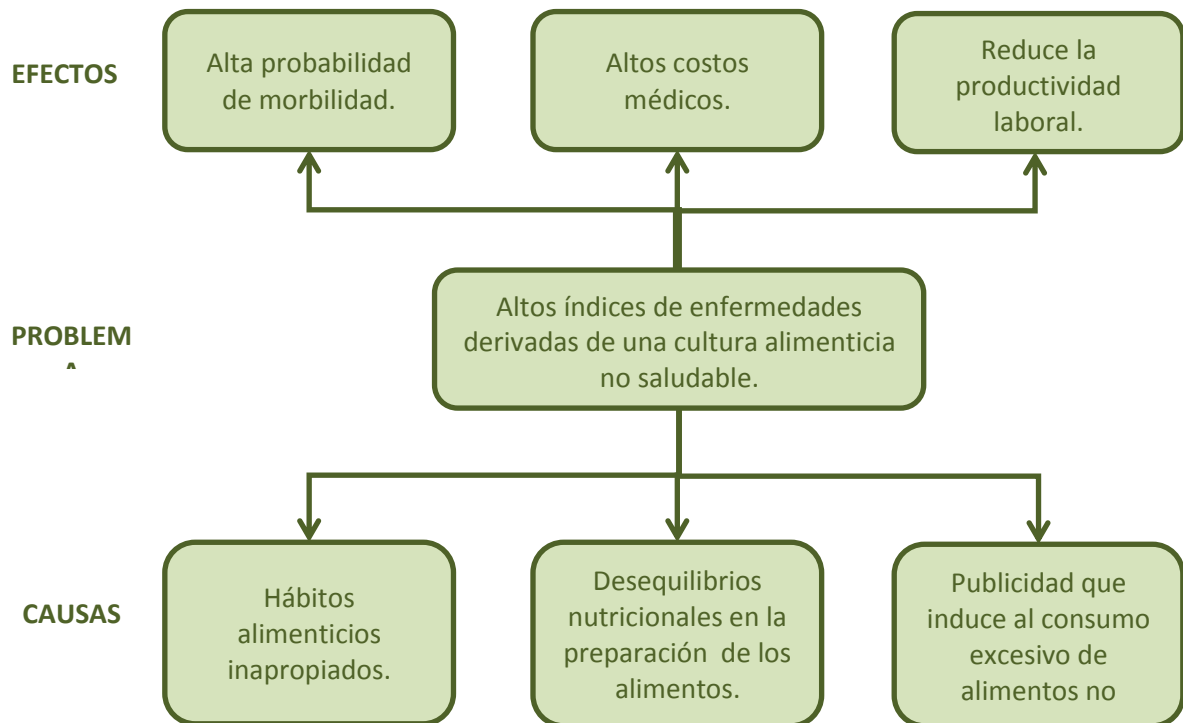 EFECTOS
Alta probabilidad
de morbilidad.
Altos costos
médicos.
Reduce la
productividad
laboral.
PROBLEM
A
Altos índices de enfermedades
derivadas de una cultura alimenticia
no saludable.
CAUSAS
Hábitos
alimenticios
inapropiados.
Desequilibrios
nutricionales en la
preparación de los
alimentos.
Publicidad que
induce al consumo
excesivo de
alimentos no